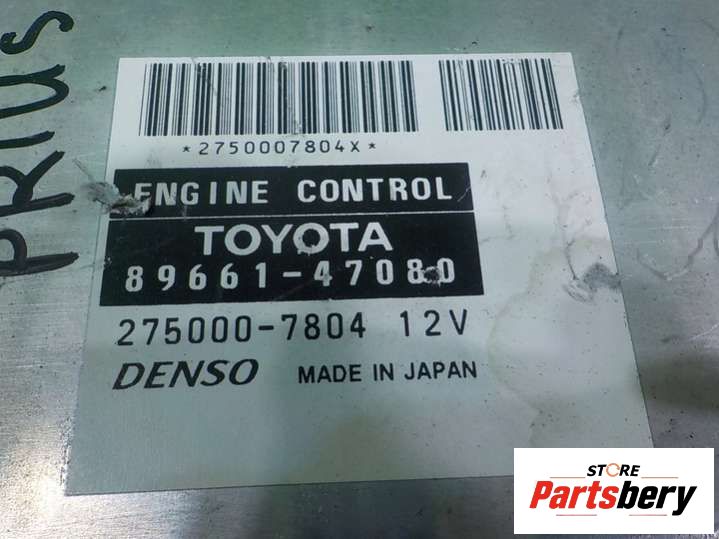 PRIUS
*2750007804X*
ENGINE CONTROL
TOYOTA
89661-47080
275000-7804 12V
DENSO MADE IN JAPAN
STORE
Partsbery